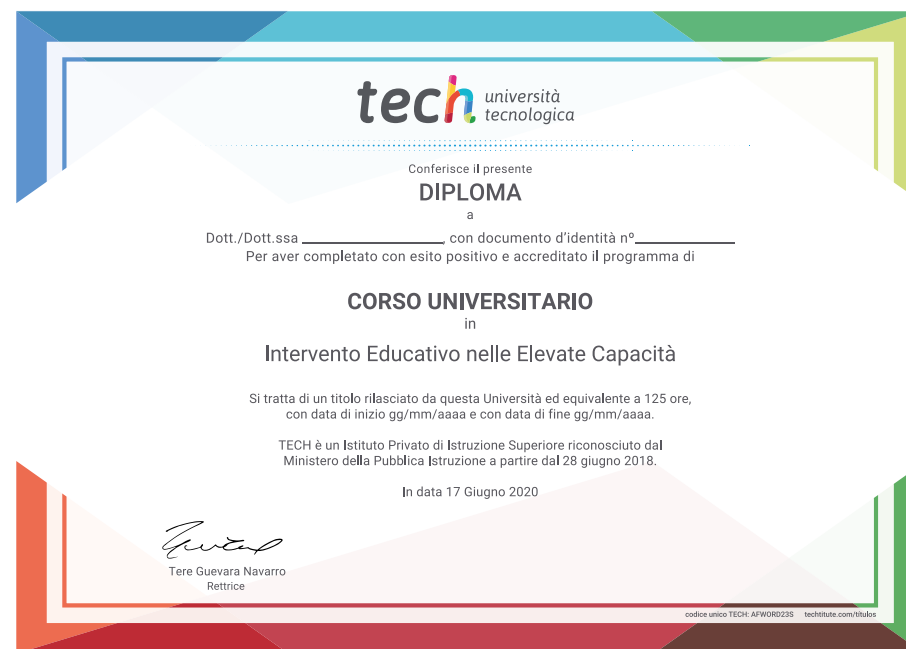 tech università
tecnologica
Conferisce il presente
DIPLOMA
a
Dott./Dott.ssa ____________, con documento d'identità nº____________
Per aver completato con esito positivo e accreditato il programma di
CORSO UNIVERSITARIO
in
Intervento Educativo nelle Elevate Capacità
Si tratta di un titolo rilasciato da questa Università ed equivalente a 125 ore,
con data di inizio gg/mm/aaaa e con data di fine gg/mm/aaaa.
TECH è un Istituto Privato di Istruzione Superiore riconosciuto dal
Ministero della Pubblica Istruzione a partire dal 28 giugno 2018.
In data 17 Giugno 2020
Tere Guevara Navarro
Rettrice
codice unico TECH: AFWORD23S techtitute.com/titulos